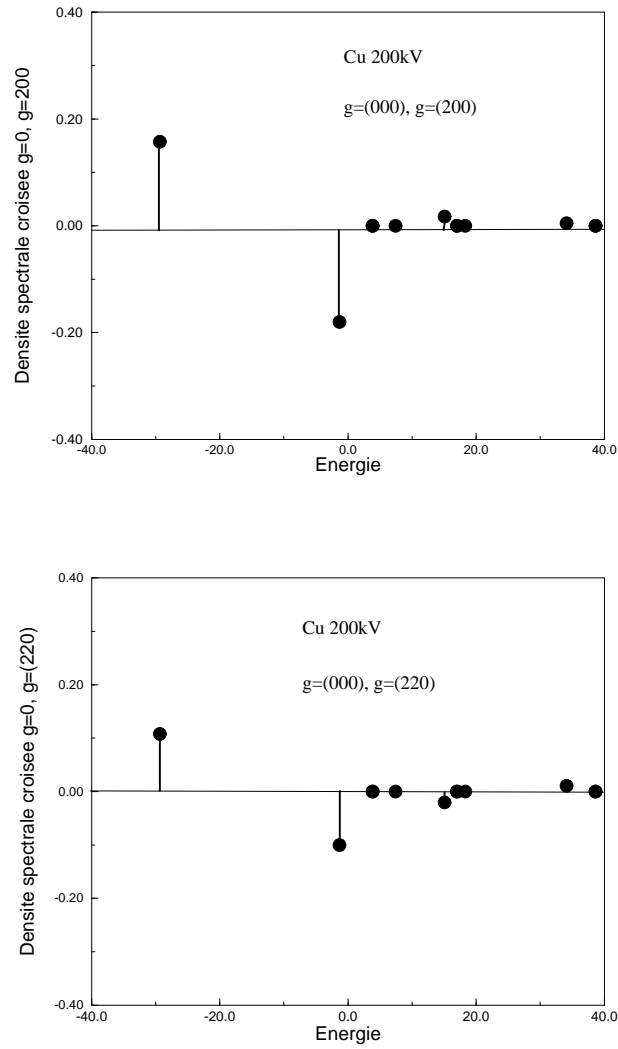 0.40
0.20
0.00
-0.20
-0.40
Densite spectrale croisee g=0, g=200
Cu 200kV
g=(000), g=(200)
-40.0 -20.0 0.0 20.0 40.0
Energie
0.40
0.20
0.00
-0.20
-0.40
Densite spectrale croisee g=0, g=(220)
Cu 200kV
g=(000), g=(220)
-40.0 -20.0 0.0 20.0 40.0
Energie